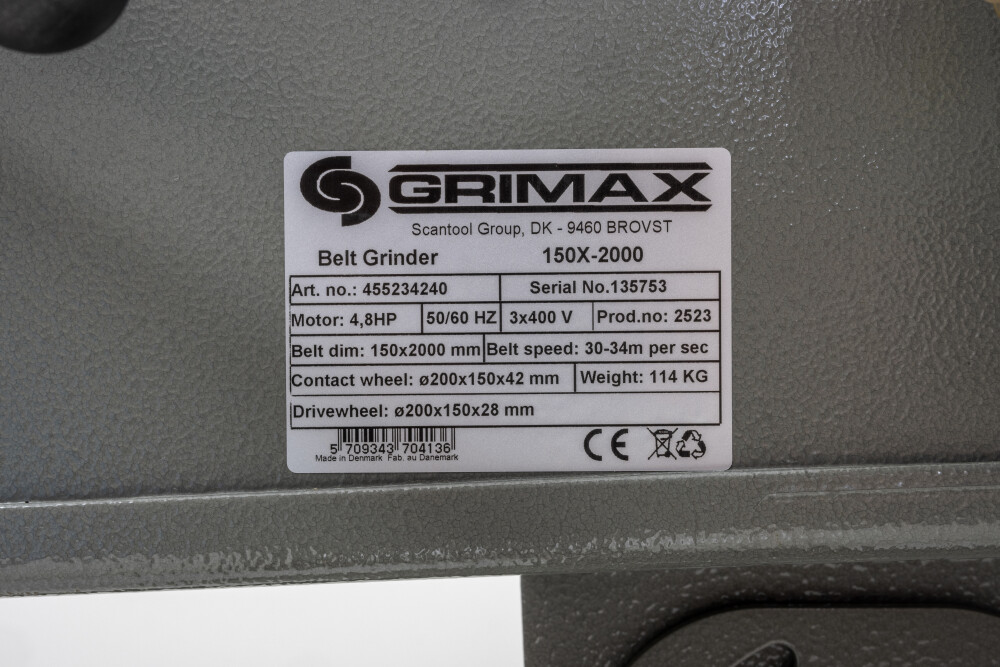 GRIMAX
Scantool Group, DK - 9460 BROVST
Belt Grinder 150X-2000
Art. no.: 455234240 Serial No.135753
Motor: 4,8HP 50/60 HZ 3x400 V Prod.no: 2523
Belt dim: 150x2000 mm Belt speed: 30-34m per sec
Contact wheel: ø200x150x42 mm Weight: 114 KG
Drivewheel: ø200x150x28 mm
5 709343 704136
Made in Denmark Fab. au Danemark
CE